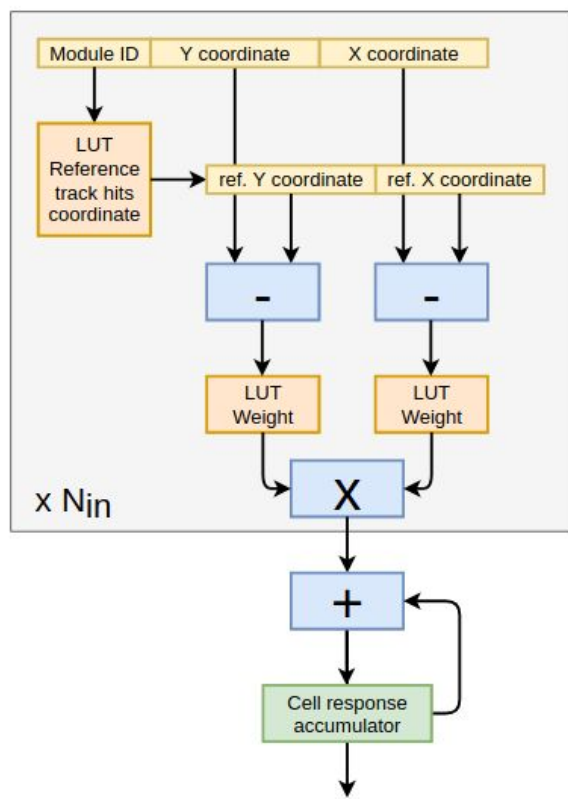 Module ID Y coordinate X coordinate
LUT
Reference
track hits
coordinate
ref. Y coordinate ref. X coordinate
- -
LUT
Weight
LUT
Weight
X
x Nin
+
Cell response
accumulator